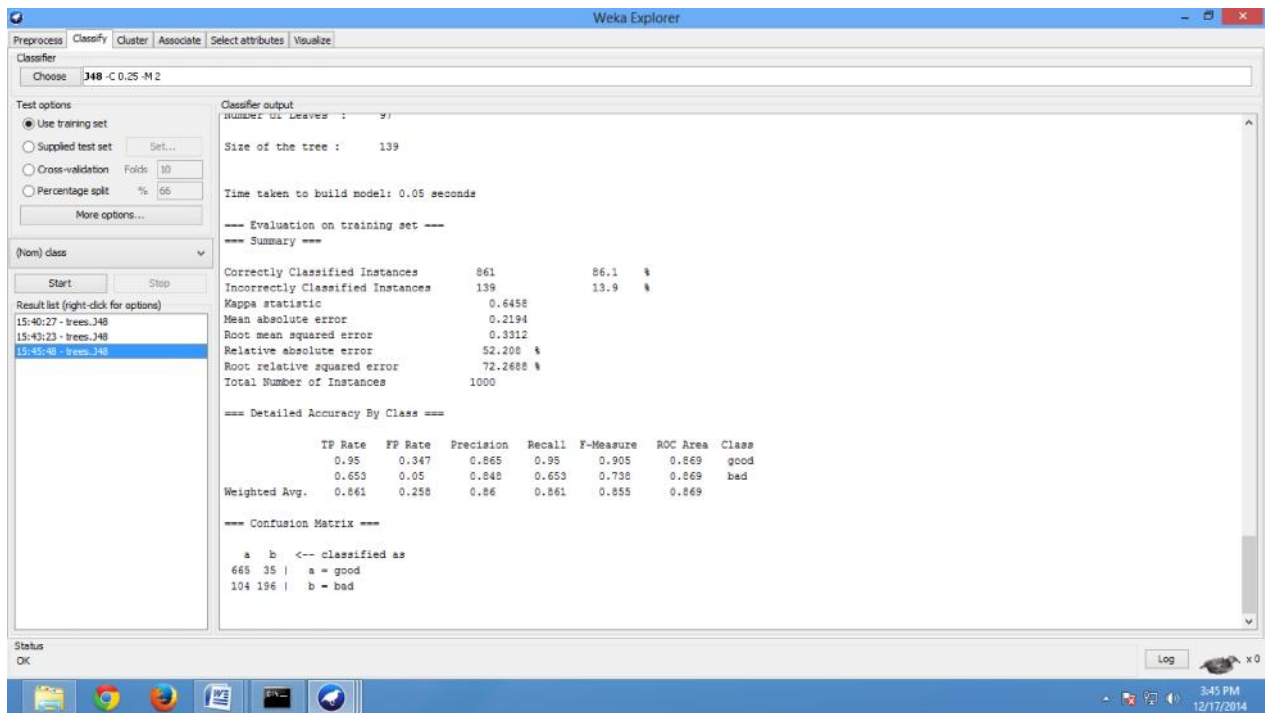 Weka Explorer
Preprocess Classify Cluster Associate Select attributes Visualize
Classifier
Choose J48 -C 0.25 -M 2
Test options
Use training set
Supplied test set Set...
Cross-validation Folds 10
Percentage split % 66
More options...
(Nom) class
Start Stop
Result list (right-click for options)
15:40:27 - trees.J48
15:43:23 - trees.J48
15:45:48 - trees.J48
Classifier output
Number of Leaves : 97
Size of the tree : 139
Time taken to build model: 0.05 seconds
=== Evaluation on training set ===
=== Summary ===
Correctly Classified Instances 861 86.1 %
Incorrectly Classified Instances 139 13.9 %
Kappa statistic 0.6458
Mean absolute error 0.2194
Root mean squared error 0.3312
Relative absolute error 52.208 %
Root relative squared error 72.2688 %
Total Number of Instances 1000
=== Detailed Accuracy By Class ===
TP Rate FP Rate Precision Recall F-Measure ROC Area Class
0.95 0.347 0.865 0.95 0.905 0.869 good
0.653 0.05 0.848 0.653 0.738 0.869 bad
Weighted Avg. 0.861 0.258 0.86 0.861 0.855 0.869
=== Confusion Matrix ===
a b <-- classified as
665 35 | a = good
104 196 | b = bad
Status
OK
Log x 0
3:45 PM
12/17/2014